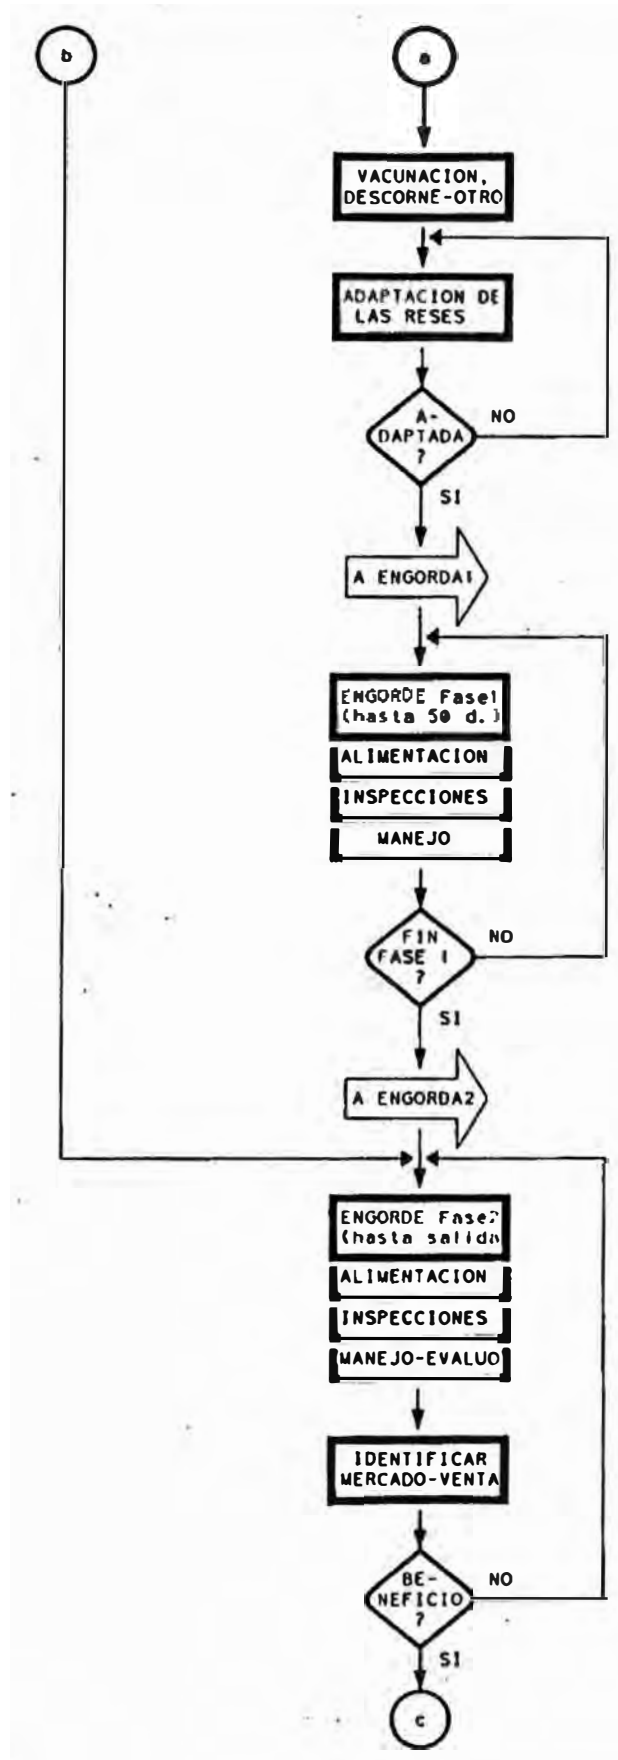 b
a
VACUNACION,
DESCORNE-OTRO
ADAPTACION DE
LAS RESES
A-
DAPTADA
?
NO
SI
A ENGORDA1
ENGORDE Fase1
(hasta 50 d.)
ALIMENTACION
INSPECCIONES
MANEJO
FIN
FASE 1
?
NO
SI
A ENGORDA2
ENGORDE Fase2
(hasta salida
ALIMENTACION
INSPECCIONES
MANEJO-EVALUO
IDENTIFICAR
MERCADO-VENTA
BE-
NEFICIO
?
NO
SI
c